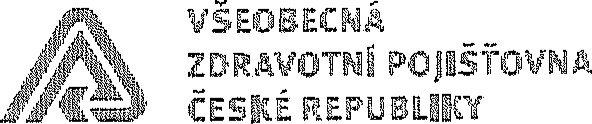 VŠEOBECNÁ
ZDRAVOTNÍ POJIŠŤOVNA
ČESKÉ REPUBLIKY